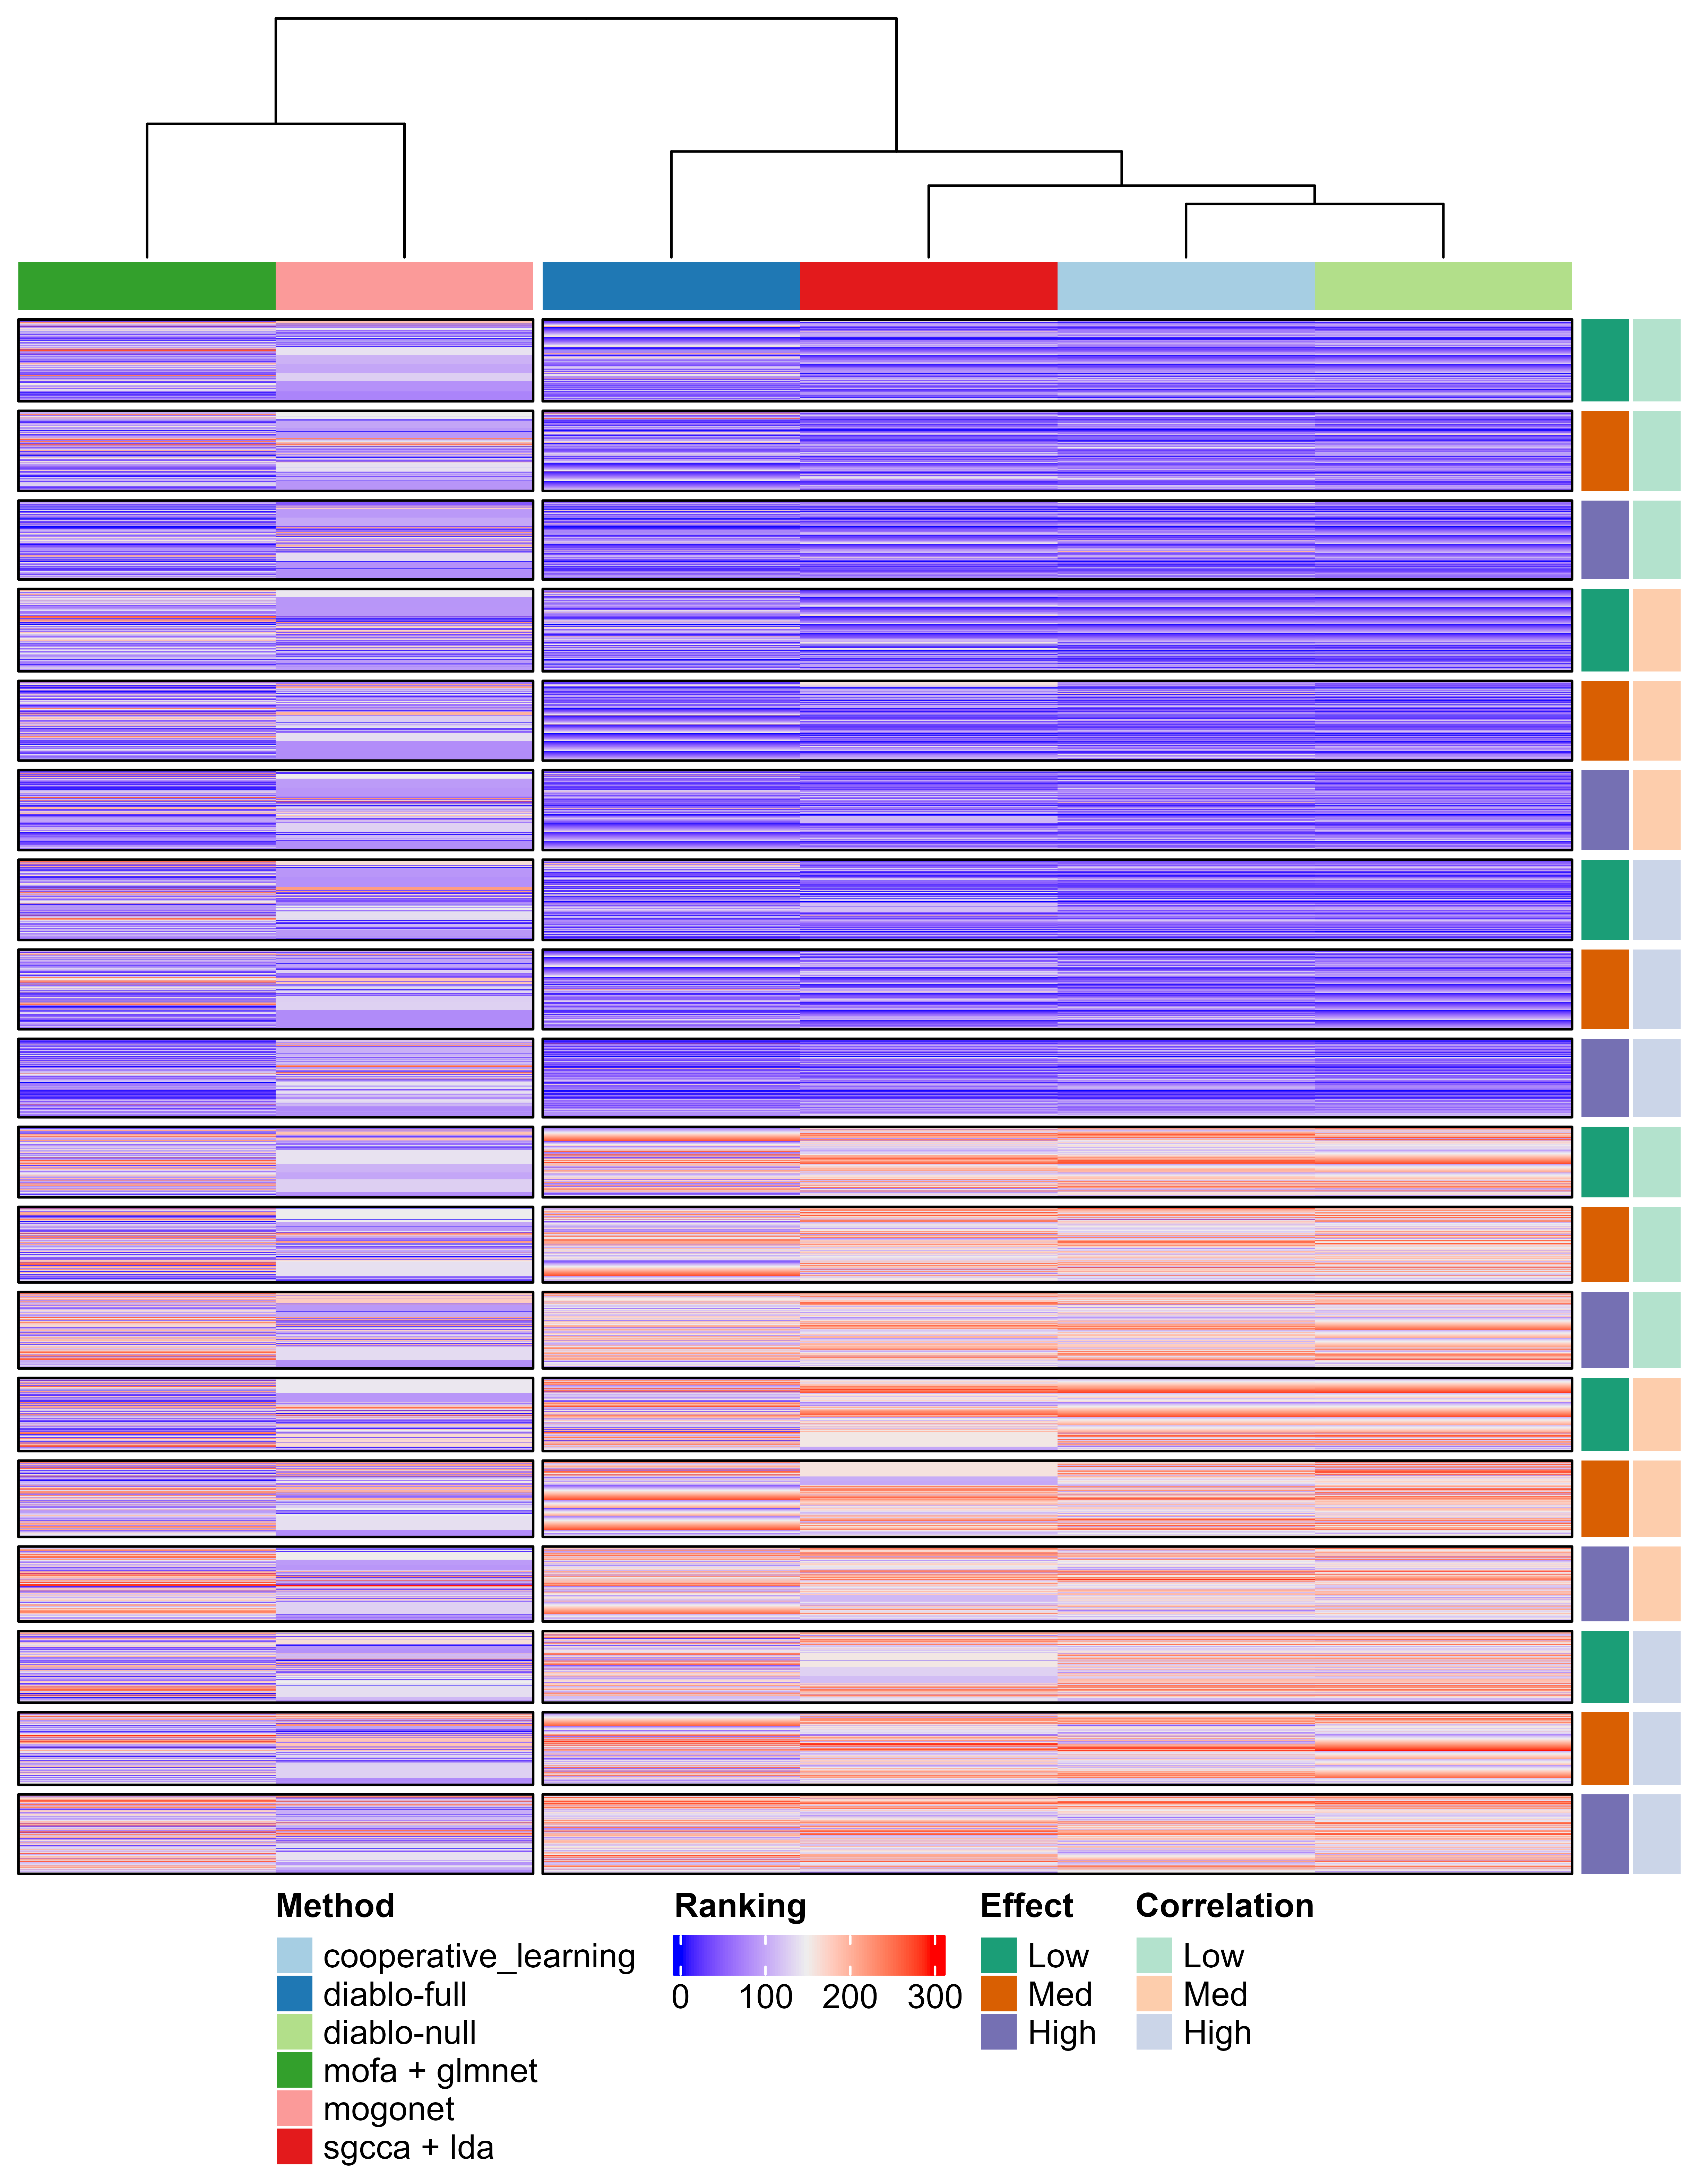 Method
cooperative_learning
diablo-full
diablo-null
mofa + glmnet
mogonet
sgcca + lda
Ranking
0 100 200 300
Effect
Low
Med
High
Correlation
Low
Med
High